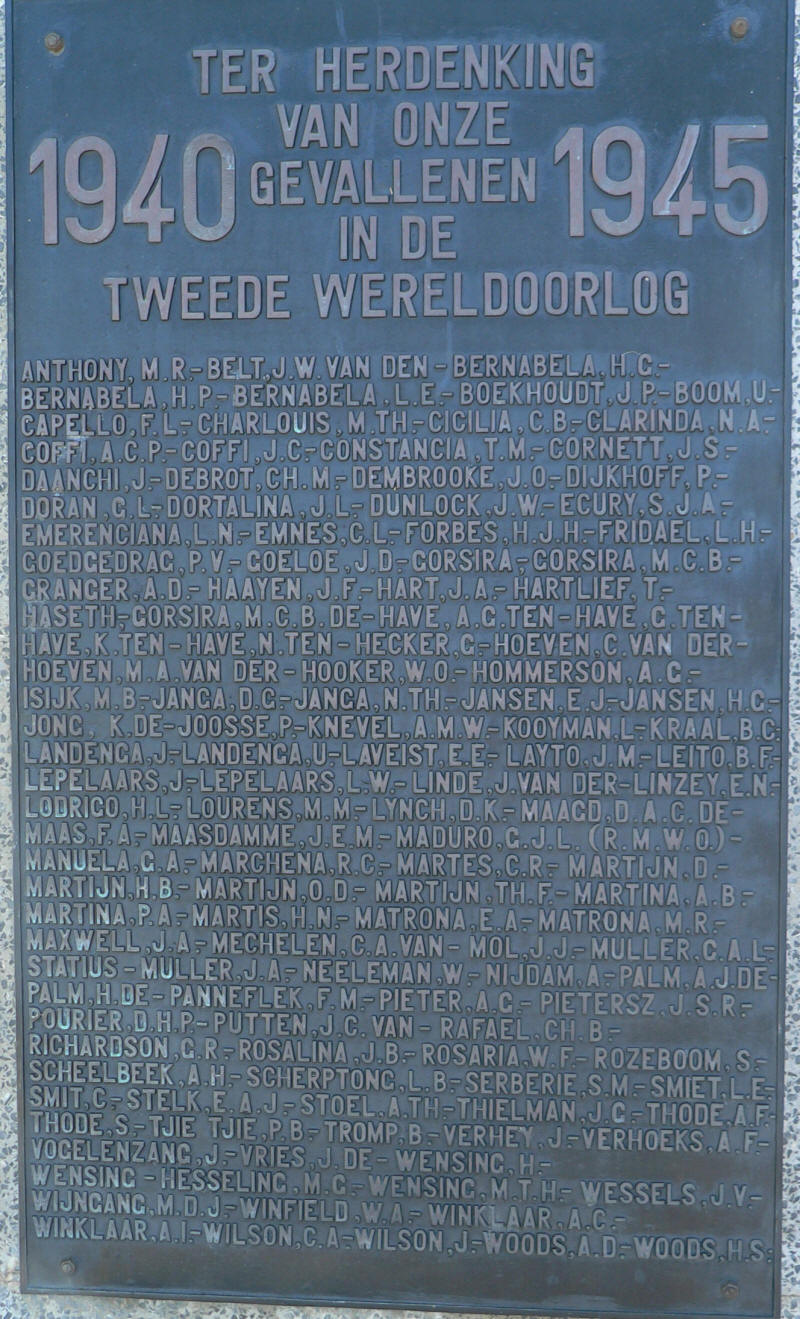 TER HERDENKING
VAN ONZE
1940 GEVALLENEN 1945
IN DE
TWEEDE WERELDOORLOG
ANTHONY, M.R.-BELT, J.W. VAN DEN-BERNABELA, H.G.-
BERNABELA, H.P-BERNABELA, L.E-BOEKHOUDT, J.P-BOOM, U.-
CAPELLO, F.L-CHARLOUIS, M.TH-CICILIA, C.B-CLARINDA, N.A-
COFFI, A.C.P-COFFI, J.C-CONSTANCIA, T.M.-CORNETT, J.S-
DAANCHI, J-DEBROT, CH.M-DEMBROOKE, J.O-DIJKHOFF, P.-
DORAN, G.L-DORTALINA, J.L-DUNLOCK, J.W-ECURY, S.J.A-
EMERENCIANA, L.N.-EMNES, C.L-FORBES, H.J.H-FRIDAEL, L.H.-
GOEDGEDRAG, P.V-GOELOE, J.D-GORSIRA-GORSIRA, M.C.B.-
GRANGER, A.D-HAAYEN, J.F-HART, J.A-HARTLIEF, T-
HASETH-GORSIRA, M.C.B. DE-HAVE, A.G. TEN-HAVE, G. TEN-
HAVE, K. TEN-HAVE, N. TEN-HECKER, G-HOEVEN, C. VAN DER-
HOEVEN, M.A. VAN DER-HOOKER, W.O-HOMMERSON, A.G.-
ISIJK, M.B-JANGA, D.G-JANGA, N.TH-JANSEN, E.J-JANSEN, H.G-
JONG, K. DE-JOOSSE, P-KNEVEL, A.M.W-KOOYMAN, L-KRAAL, B.C.
LANDENGA, J-LANDENGA, U-LAVEIST, E.E-LAYTO, J.M-LEITO, B.F-
LEPELAARS, J-LEPELAARS, L.W.-LINDE, J. VAN DER-LINZEY, E.N-
LODRIGO, H.L-LOURENS, M.M-LYNCH, D.K.-MAAGD, D.A.C. DE-
MAAS, F.A-MAASDAMME, J.E.M-MADURO, G.J.L. (R.M.W.O.)-
MANUELA, G.A-MARCHENA, R.C-MARTES, C.R.-MARTIJN, D.-
MARTIJN, H.B-MARTIJN, O.D-MARTIJN, TH.F-MARTINA, A.B-
MARTINA, P.A-MARTIS, H.N-MATRONA, E.A-MATRONA, M.R.-
MAXWELL, J.A-MECHELEN, C.A. VAN-MOL, J.J-MULLER, G.A.L-
STATIUS-MULLER, J.A-NEELEMAN, W.-NIJDAM, A-PALM, A.J. DE-
PALM, H. DE-PANNEFLEK, F.M-PIETER, A.G-PIETERSZ, J.S.R.-
POURIER, D.H.P-PUTTEN, J.C. VAN-RAFAEL, CH.B-
RICHARDSON, G.R.-ROSALINA, J.B-ROSARIA, W.F-ROZEBOOM, S.-
SCHEELBEEK, A.H-SCHERPTONG, L.B-SERBERIE, S.M-SMIET, L.E.
SMIT, C-STELK, E.A.J-STOEL, A.TH-THIELMAN, J.G-THODE, A.F-
THODE, S-TJIE TJIE, P.B-TROMP, B-VERHEY, J-VERHOEKS, A.F-
VOGELENZANG, J-VRIES, J. DE-WENSING, H-
WENSING-HESSELING, M.G-WENSING, M.T.H-WESSELS, J.V.-
WIJNGANG, M.D.J-WINFIELD, W.A-WINKLAAR, A.C.-
WINKLAAR, A.I-WILSON, C.A-WILSON, J.-WOODS, A.D.-WOODS, H.S.